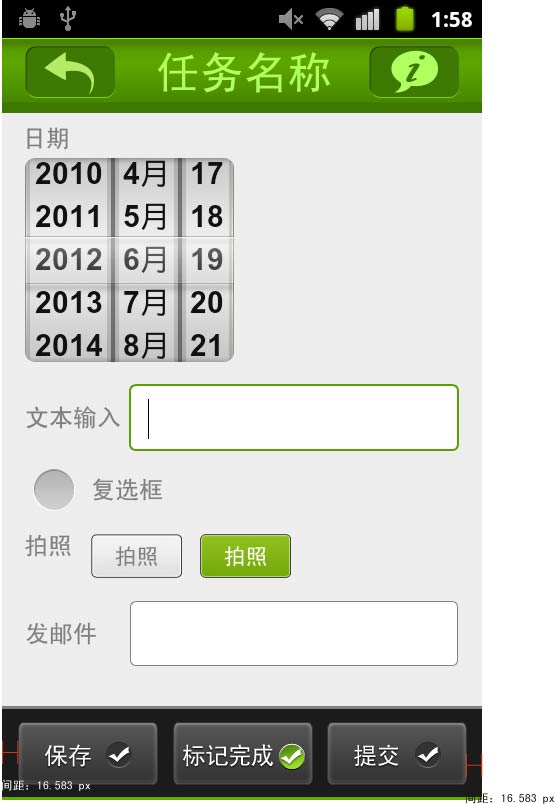 1:58
任务名称
日期
2010 4月 17
2011 5月 18
2012 6月 19
2013 7月 20
2014 8月 21
文本输入
复选框
拍照 拍照 拍照
发邮件
保存 标记完成 提交
间距: 16.583 px
间距: 16.583 px